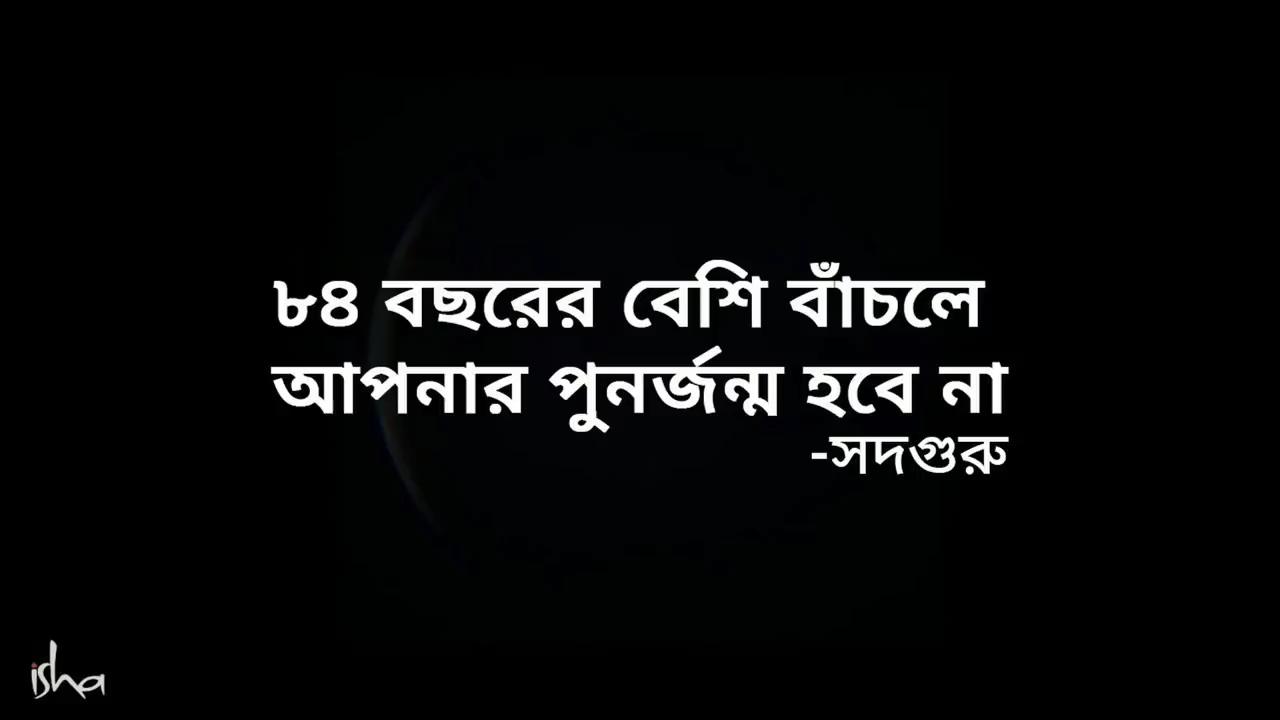 ৮৪ বছরের বেশি বাঁচলে
আপনার পুনর্জন্ম হবে না
-সদগুরু
isha